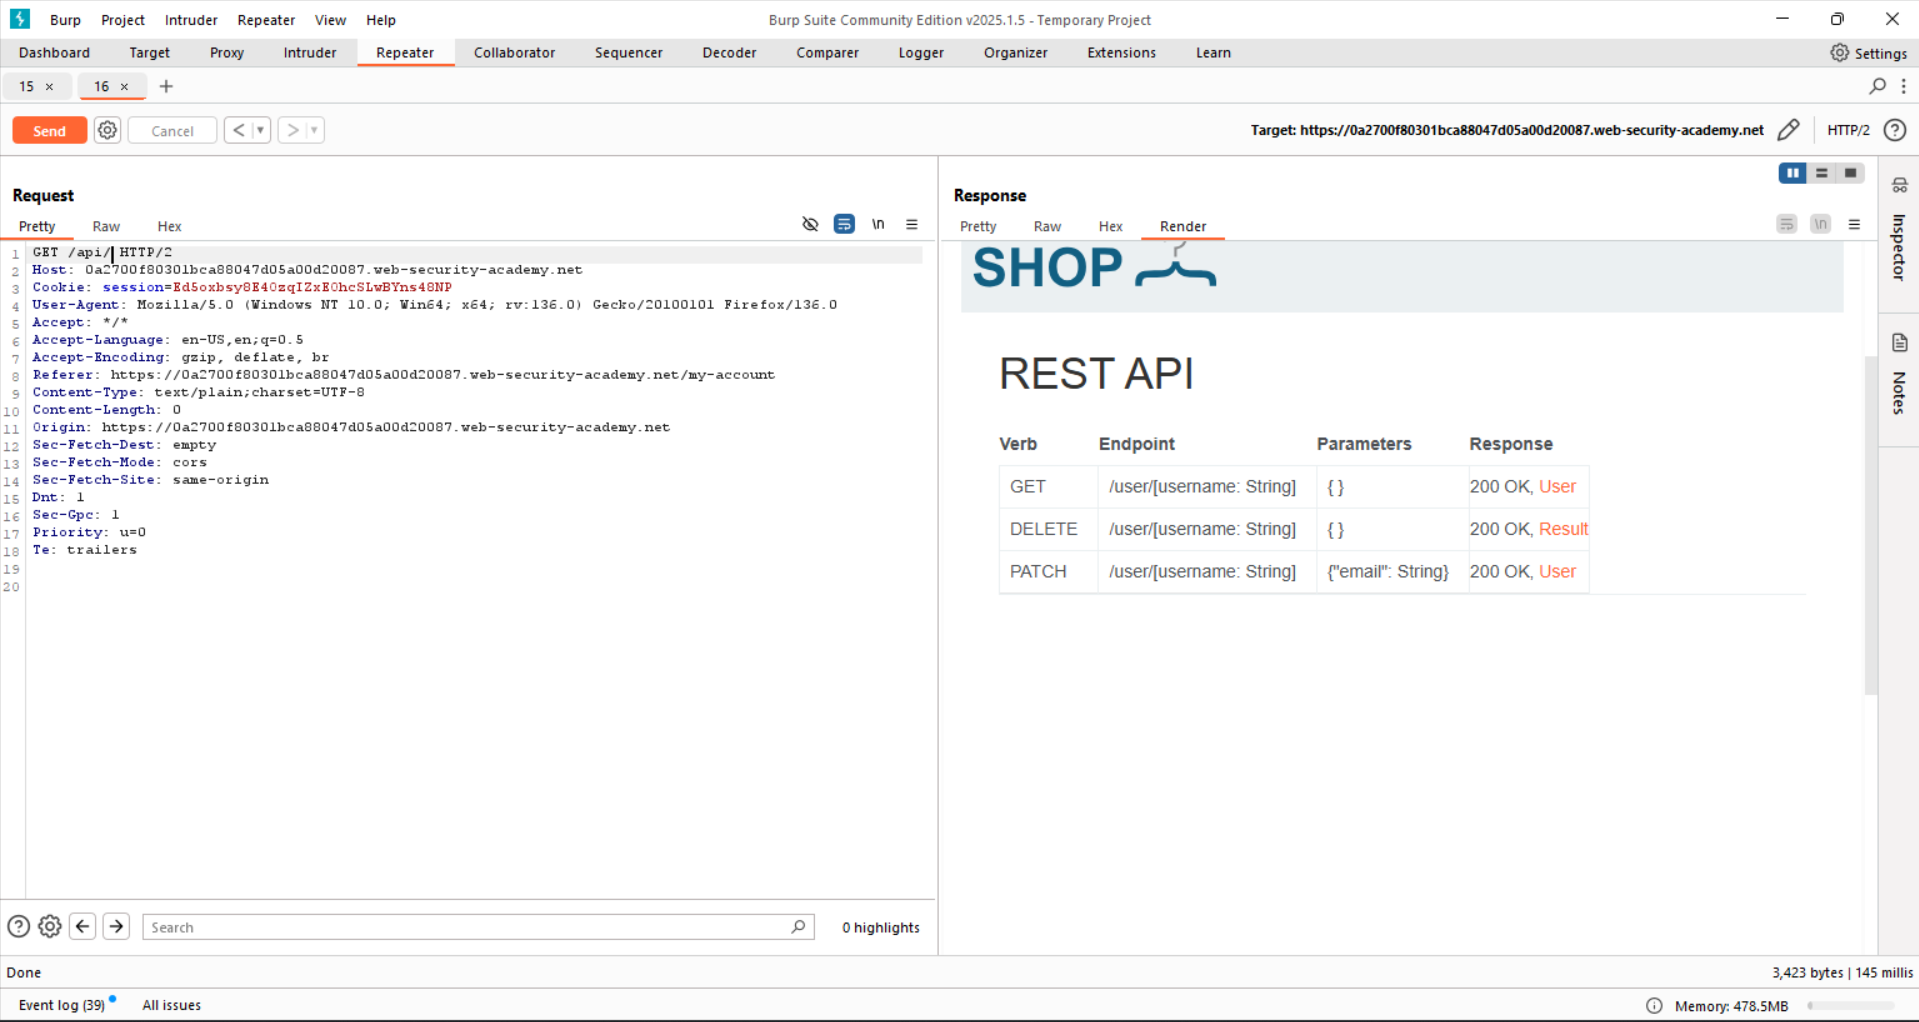 Burp Project Intruder Repeater View Help
Burp Suite Community Edition v2025.1.5 - Temporary Project
Dashboard Target Proxy Intruder Repeater Collaborator Sequencer Decoder Comparer Logger Organizer Extensions Learn
Settings
15 × 16 × +
Send Cancel < >
Target: https://0a2700f80301bca88047d05a00d20087.web-security-academy.net
HTTP/2
Request
Pretty Raw Hex
\n
1 GET /api/ HTTP/2
2 Host: 0a2700f80301bca88047d05a00d20087.web-security-academy.net
3 Cookie: session=Ed5oxbsy8E4OzqIZxE0hcSLwBYns48NP
4 User-Agent: Mozilla/5.0 (Windows NT 10.0; Win64; x64; rv:136.0) Gecko/20100101 Firefox/136.0
5 Accept: */*
6 Accept-Language: en-US,en;q=0.5
7 Accept-Encoding: gzip, deflate, br
8 Referer: https://0a2700f80301bca88047d05a00d20087.web-security-academy.net/my-account
9 Content-Type: text/plain;charset=UTF-8
10 Content-Length: 0
11 Origin: https://0a2700f80301bca88047d05a00d20087.web-security-academy.net
12 Sec-Fetch-Dest: empty
13 Sec-Fetch-Mode: cors
14 Sec-Fetch-Site: same-origin
15 Dnt: 1
16 Sec-Gpc: 1
17 Priority: u=0
18 Te: trailers
19
20
Search
0 highlights
Response
Pretty Raw Hex Render
\n
SHOP
REST API
Verb Endpoint Parameters Response
GET /user/[username: String] { } 200 OK, User
DELETE /user/[username: String] { } 200 OK, Result
PATCH /user/[username: String] {"email": String} 200 OK, User
Inspector
Notes
Done
3,423 bytes | 145 millis
Event log (39) All issues
Memory: 478.5MB